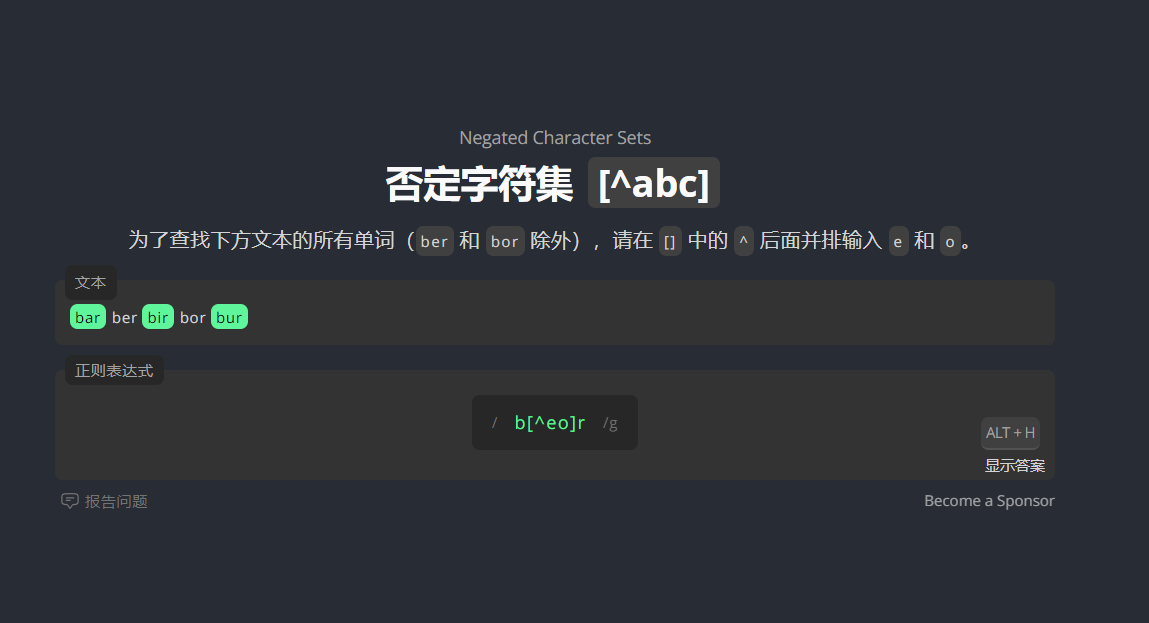 Negated Character Sets
否定字符集 [^abc]
为了查找下方文本的所有单词（ber 和 bor 除外），请在 [] 中的 ^ 后面并排输入 e 和 o。
文本
bar ber bir bor bur
正则表达式
/ b[^eo]r /g
ALT + H
显示答案
报告问题 Become a Sponsor